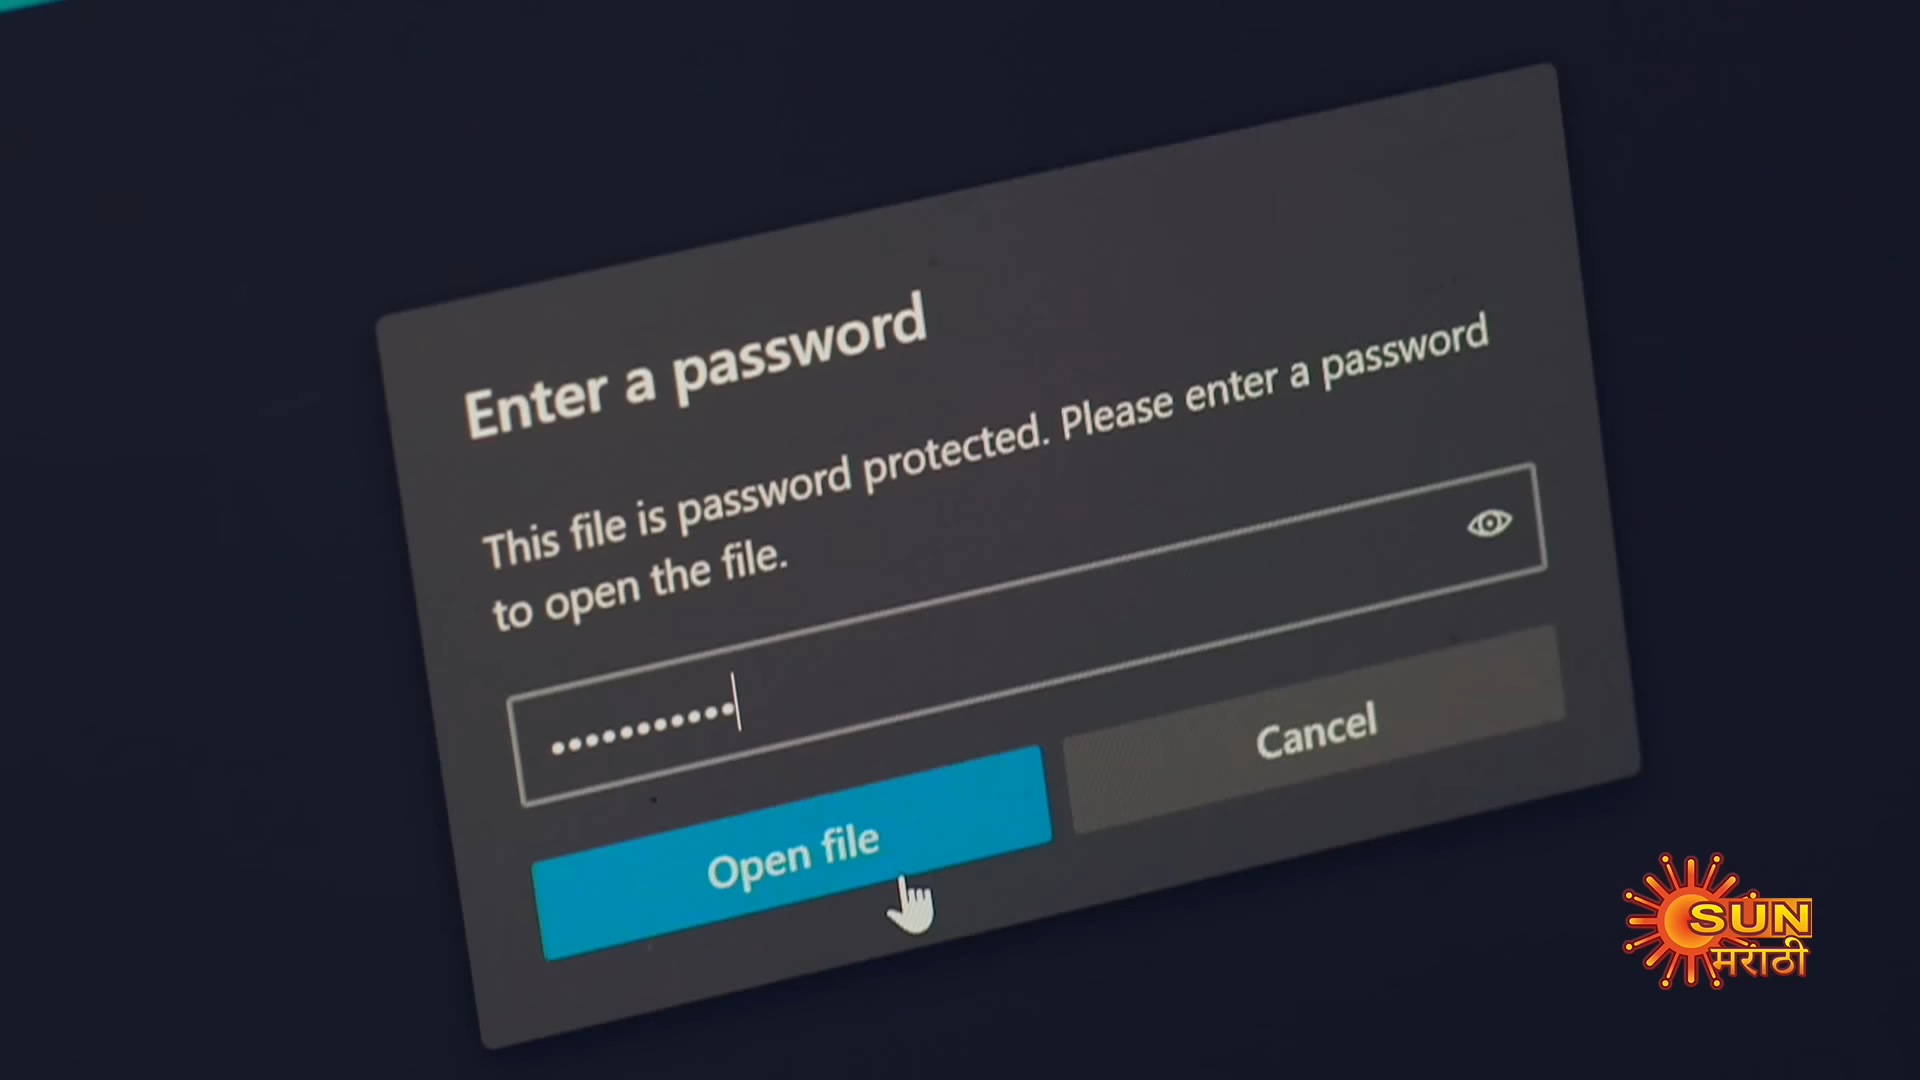 Enter a password
This file is password protected. Please enter a password
to open the file.
•••••••••••
Open file
Cancel
SUN
मराठी